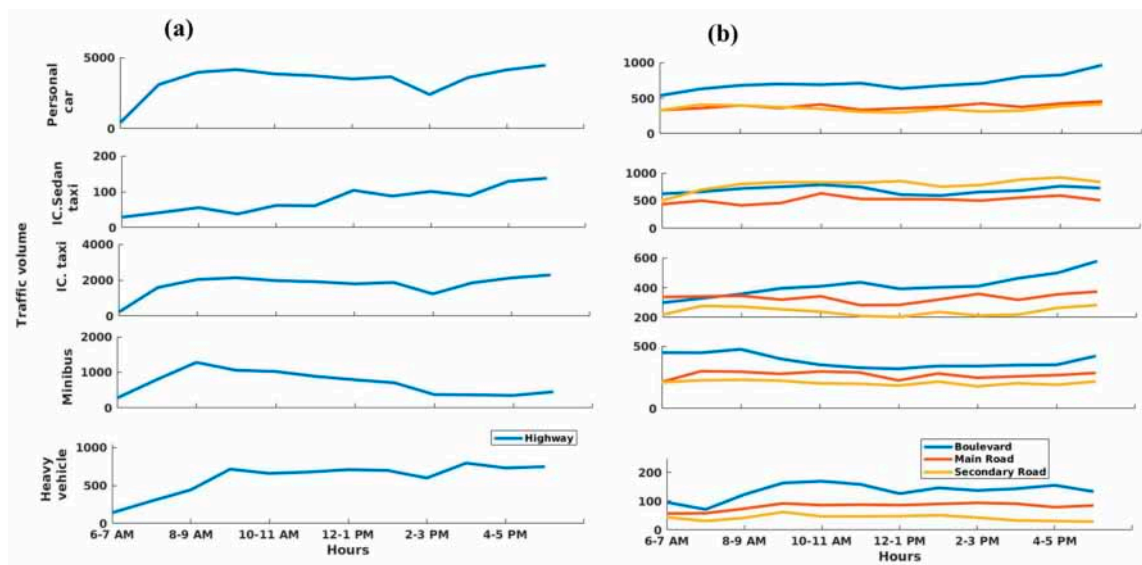 (a)
(b)
Traffic volume
Personal
car
5000
0
1000
500
0
IC.Sedan
taxi
200
100
0
1000
500
0
IC. taxi
4000
2000
0
600
400
200
Minibus
2000
1000
0
500
0
Heavy
vehicle
1000
500
0
Highway
200
100
0
Boulevard
Main Road
Secondary Road
6-7 AM 8-9 AM 10-11 AM 12-1 PM 2-3 PM 4-5 PM
Hours
6-7 AM 8-9 AM 10-11 AM 12-1 PM 2-3 PM 4-5 PM
Hours